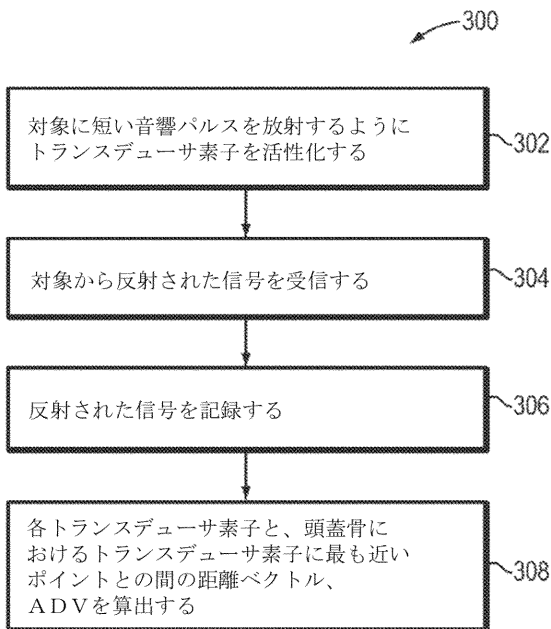 300
対象に短い音響パルスを放射するように
トランスデューサ素子を活性化する
302
対象から反射された信号を受信する
304
反射された信号を記録する
306
各トランスデューサ素子と、頭蓋骨に
おけるトランスデューサ素子に最も近い
ポイントとの間の距離ベクトル、
ADVを算出する
308